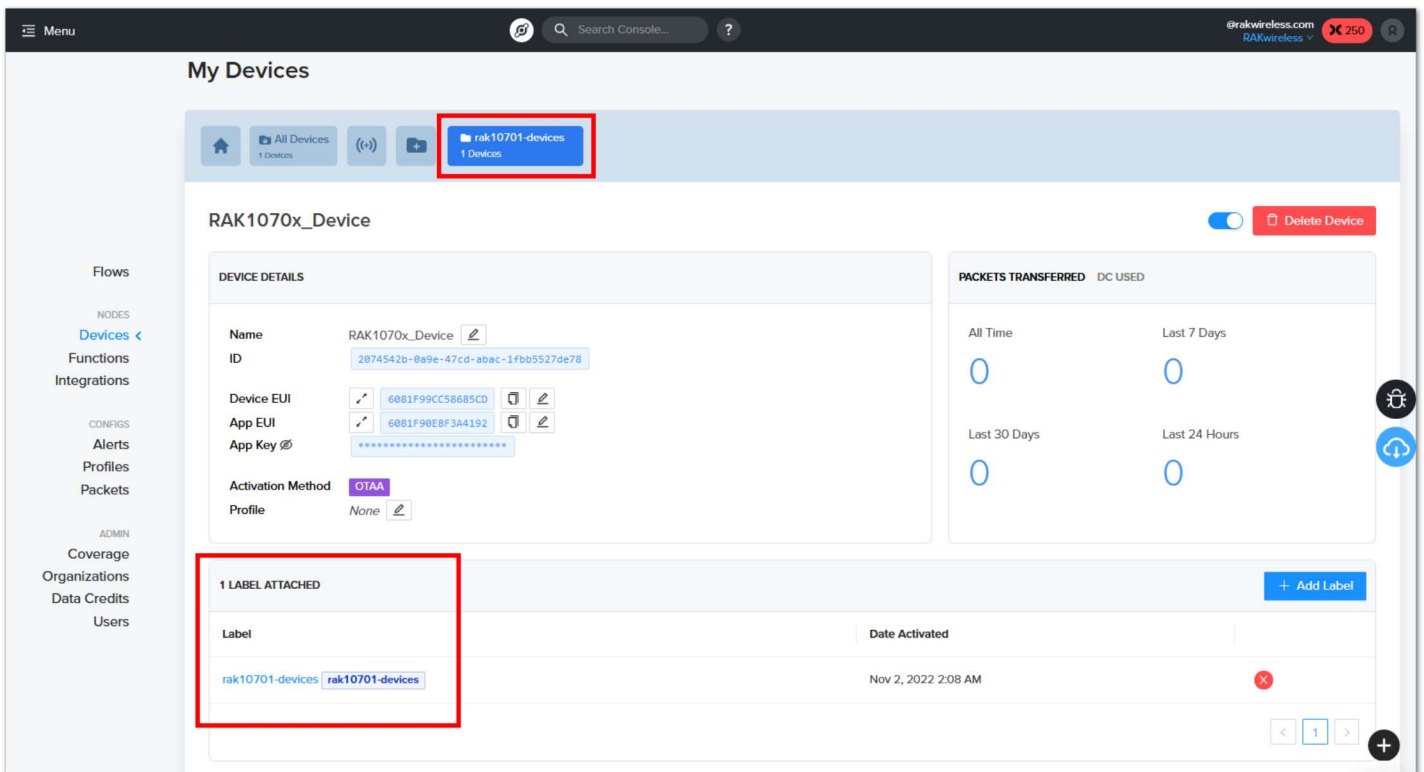 Menu
Search Console...
?
@rakwireless.com
RAKwireless
250
My Devices
All Devices
1 Devices
rak10701-devices
1 Devices
RAK1070x_Device
Delete Device
Flows
NODES
Devices
Functions
Integrations
CONFIGS
Alerts
Profiles
Packets
ADMIN
Coverage
Organizations
Data Credits
Users
DEVICE DETAILS
Name RAK1070x_Device
ID 2074542b-0a9e-47cd-abac-1fbb5527de78
Device EUI 6081F99CC58685CD
App EUI 6081F90E8F3A4192
App Key ************************
Activation Method OTAA
Profile None
PACKETS TRANSFERRED DC USED
All Time Last 7 Days
0 0
Last 30 Days Last 24 Hours
0 0
1 LABEL ATTACHED
+ Add Label
Label Date Activated
rak10701-devices rak10701-devices Nov 2, 2022 2:08 AM
< 1 >